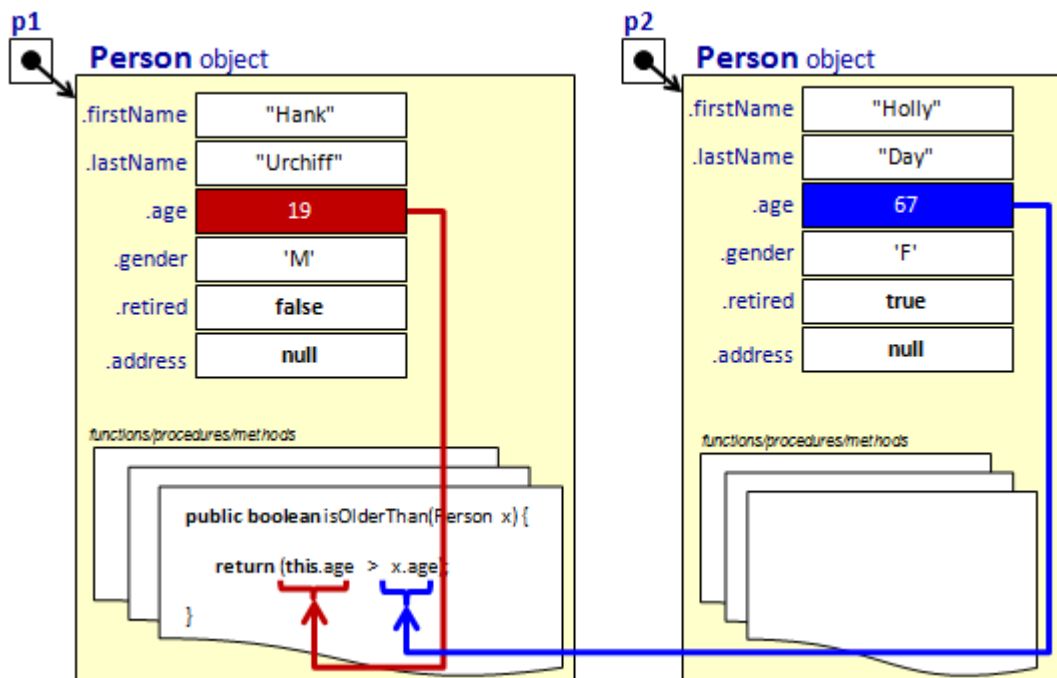 p1
Person object
.firstName "Hank"
.lastName "Urchiff"
.age 19
.gender 'M'
.retired false
.address null
functions/procedures/methods
public boolean isOlderThan(Person x) {
return (this.age > x.age);
}
p2
Person object
.firstName "Holly"
.lastName "Day"
.age 67
.gender 'F'
.retired true
.address null
functions/procedures/methods